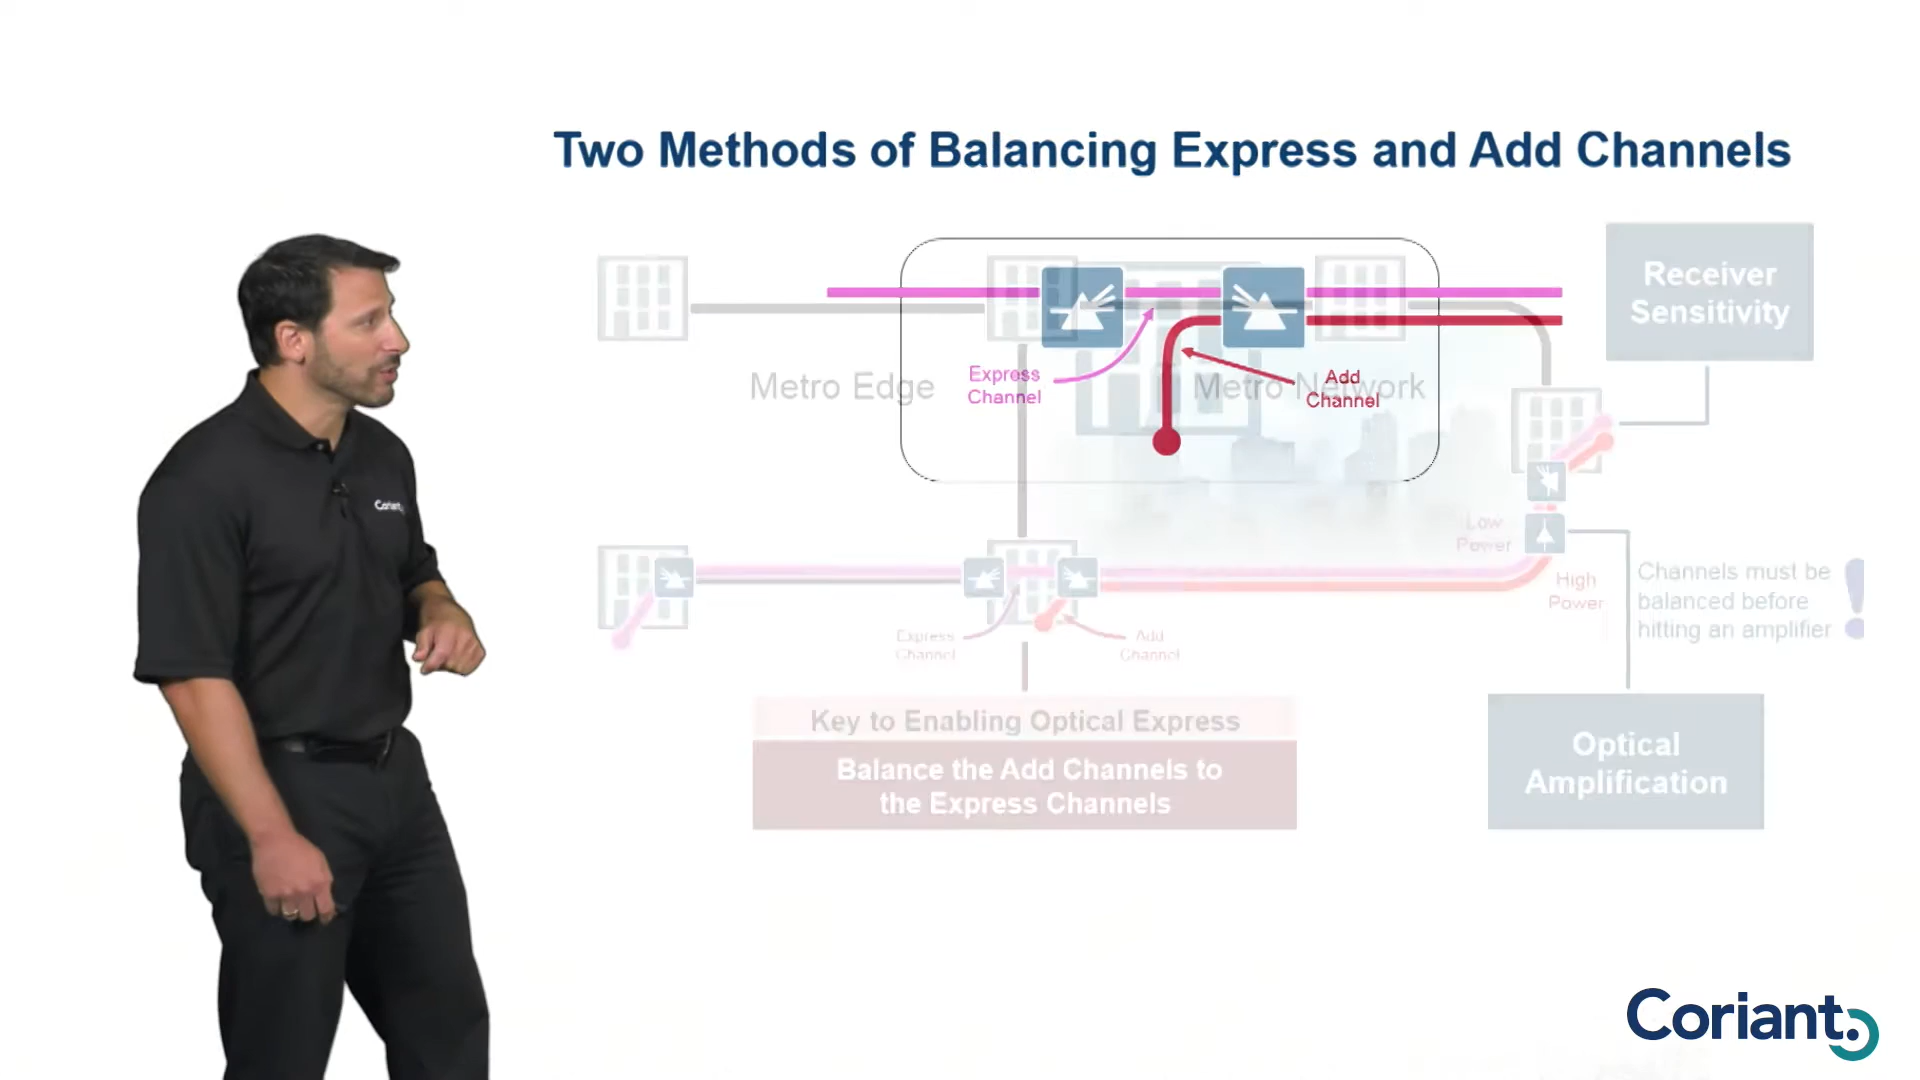 Two Methods of Balancing Express and Add Channels
Receiver
Sensitivity
Metro Edge
Express
Channel
Metro Network
Add
Channel
Coriant
Low
Power
High
Power
Channels must be
balanced before
hitting an amplifier
!
Express
Channel
Add
Channel
Key to Enabling Optical Express
Balance the Add Channels to
the Express Channels
Optical
Amplification
Coriant